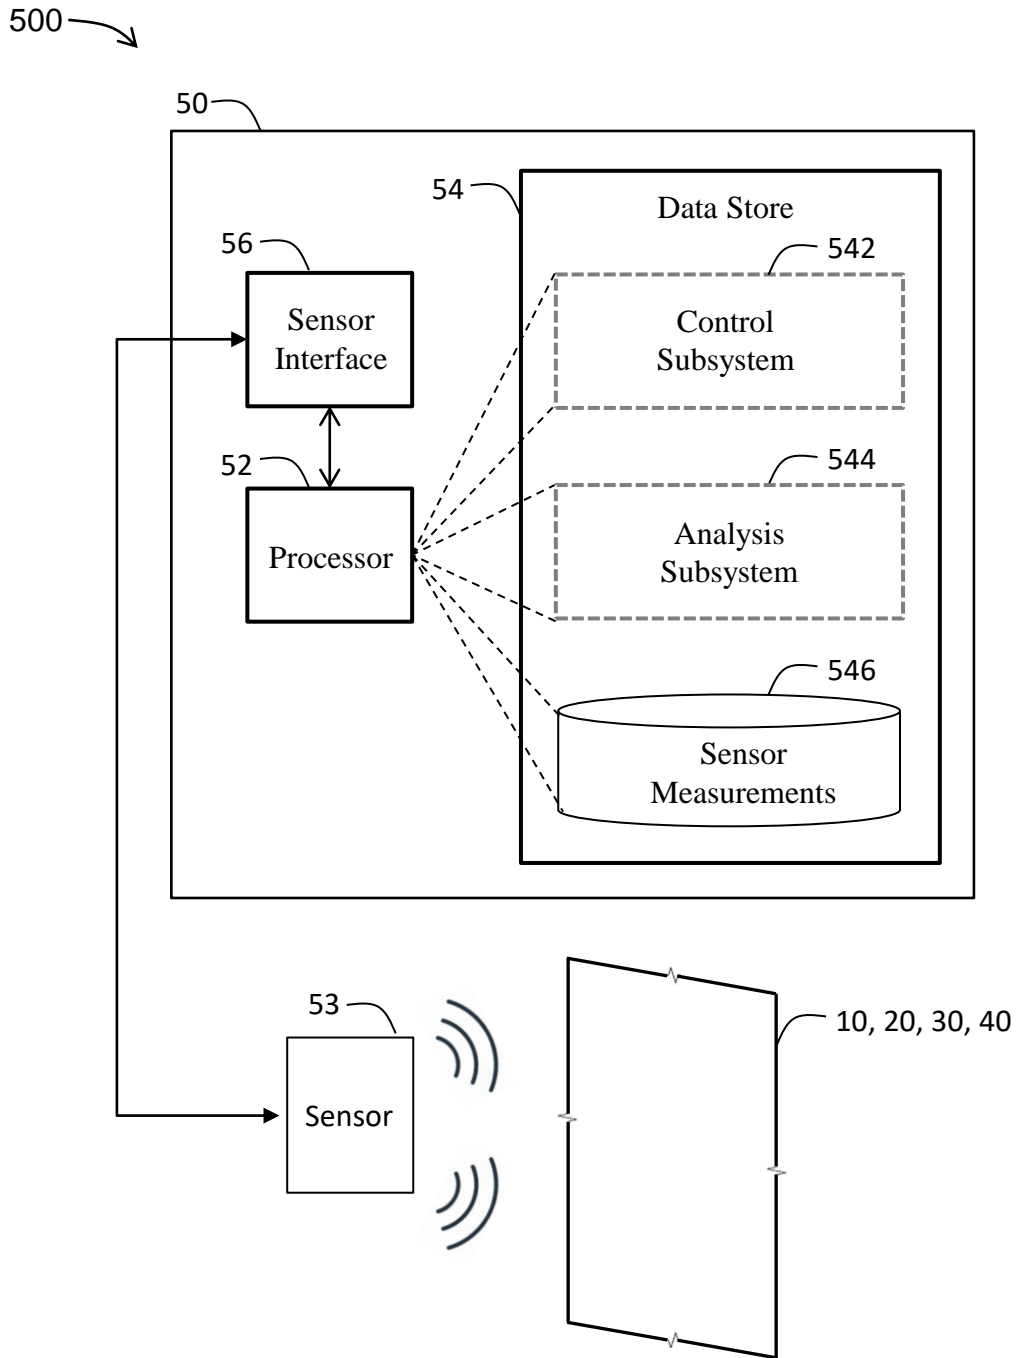 500
50
54
Data Store
56
542
Sensor
Interface
Control
Subsystem
52
544
Processor
Analysis
Subsystem
546
Sensor
Measurements
53
10, 20, 30, 40
Sensor